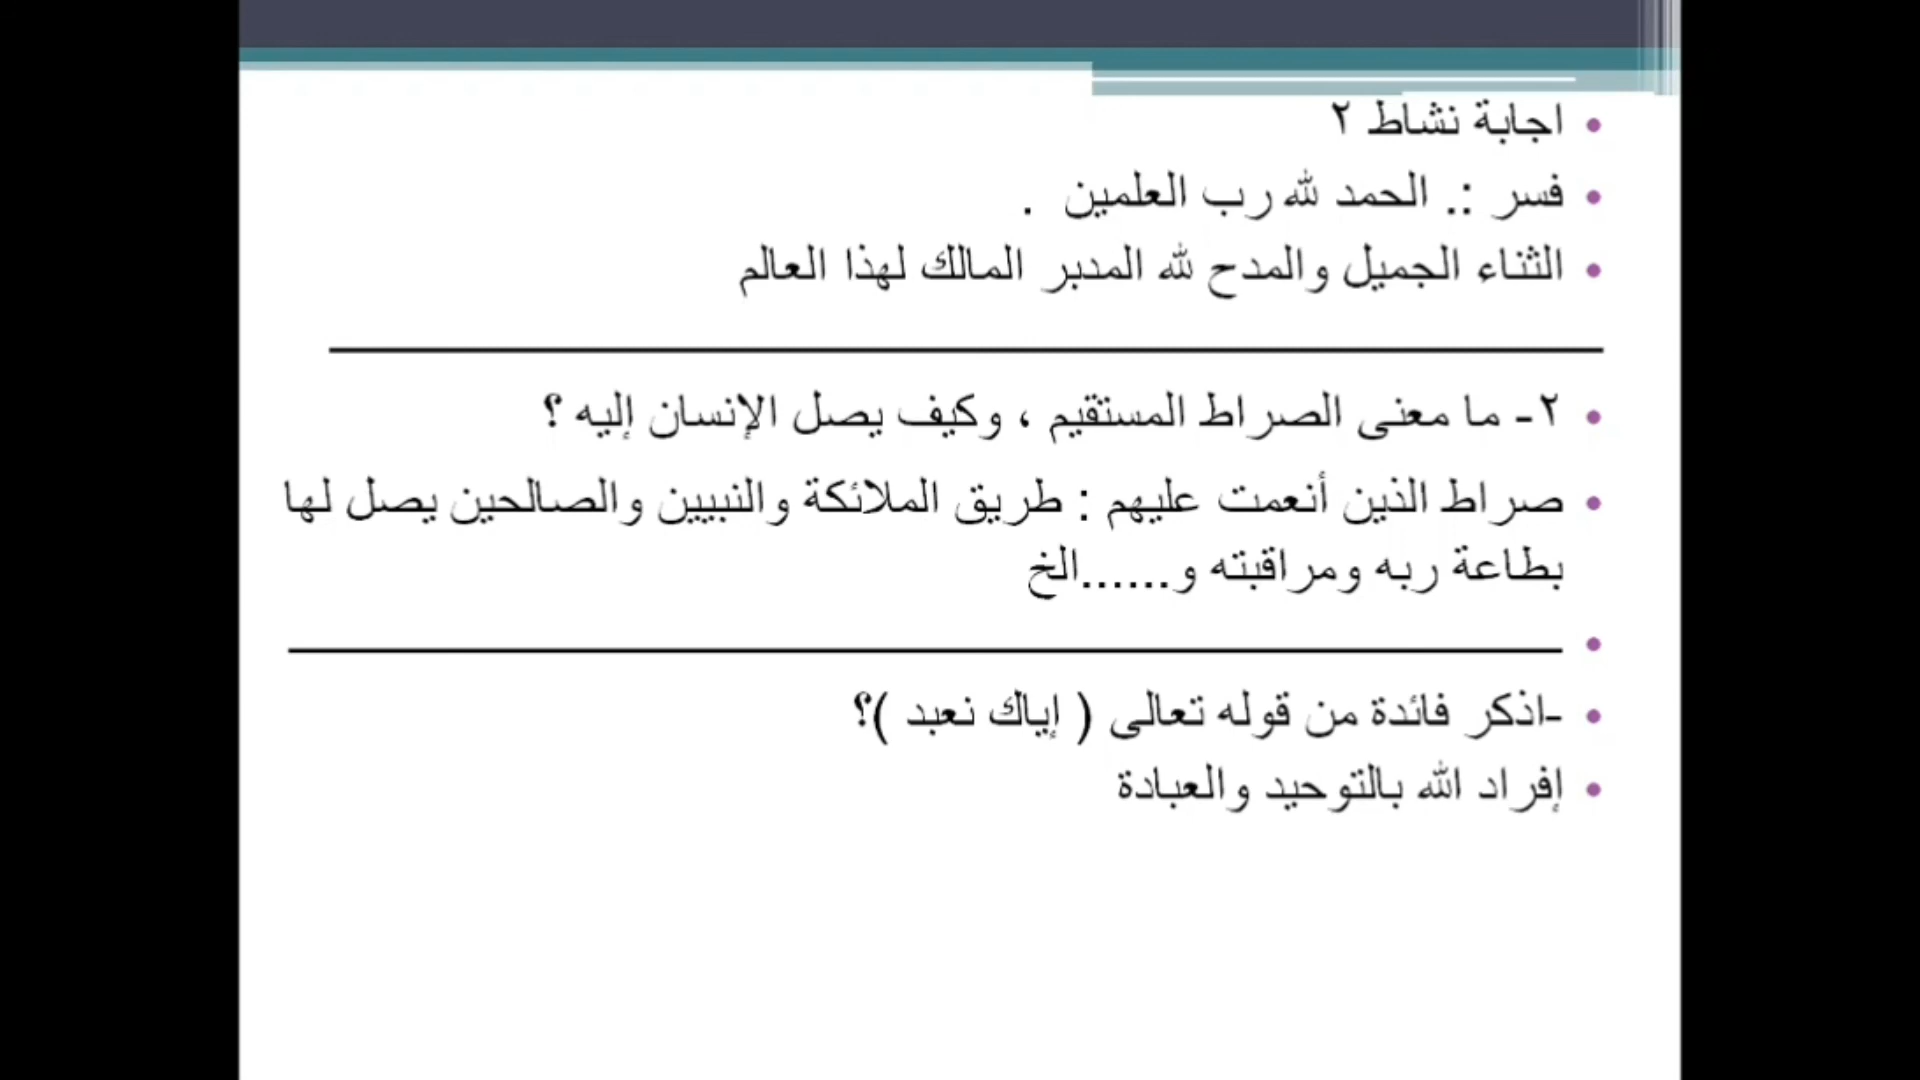 اجابة نشاط ٢
فسر :. الحمد لله رب العلمين .
الثناء الجميل والمدح لله المدبر المالك لهذا العالم
٢- ما معنى الصراط المستقيم ، وكيف يصل الإنسان إليه ؟
صراط الذين أنعمت عليهم : طريق الملائكة والنبيين والصالحين يصل لها
بطاعة ربه ومراقبته و......الخ
-اذكر فائدة من قوله تعالى ( إياك نعبد )؟
إفراد الله بالتوحيد والعبادة